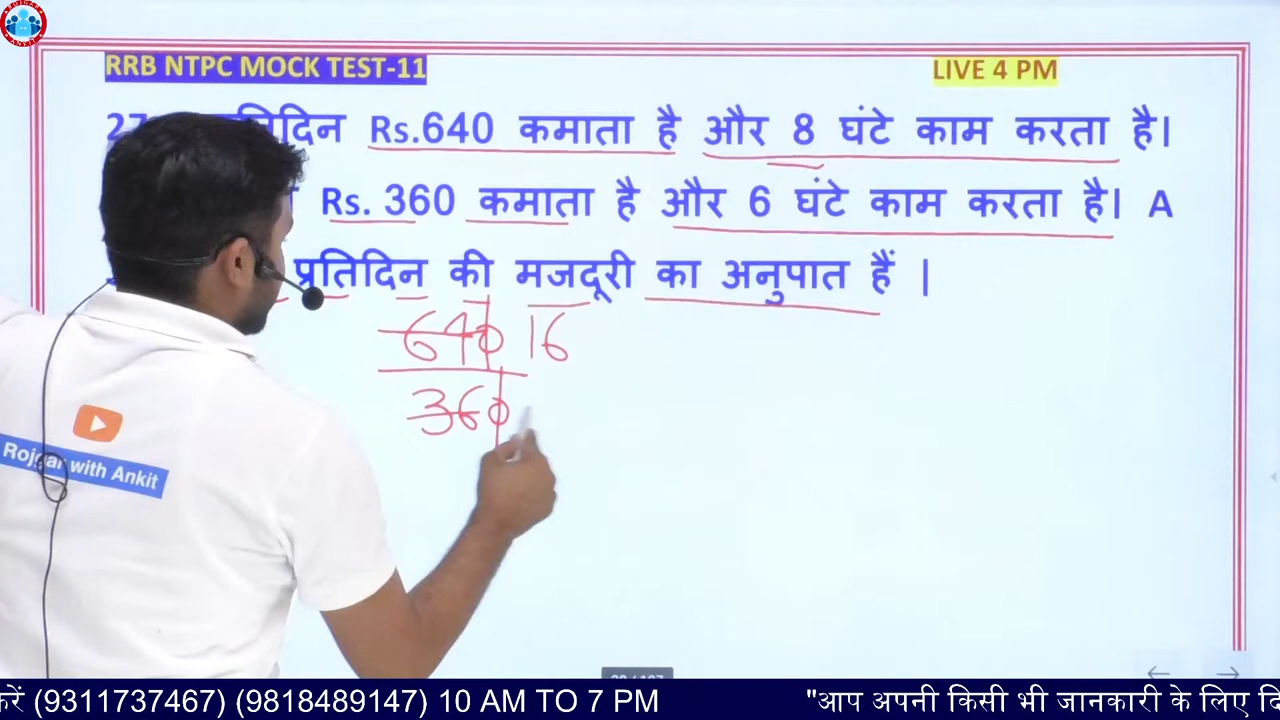 RRB NTPC MOCK TEST-11
LIVE 4 PM
27. प्रतिदिन Rs.640 कमाता है और 8 घंटे काम करता है।
Rs. 360 कमाता है और 6 घंटे काम करता है। A
प्रतिदिन की मजदूरी का अनुपात हैं |
640 16
360
Rojgar with Ankit
करें (9311737467) (9818489147) 10 AM TO 7 PM
"आप अपनी किसी भी जानकारी के लिए